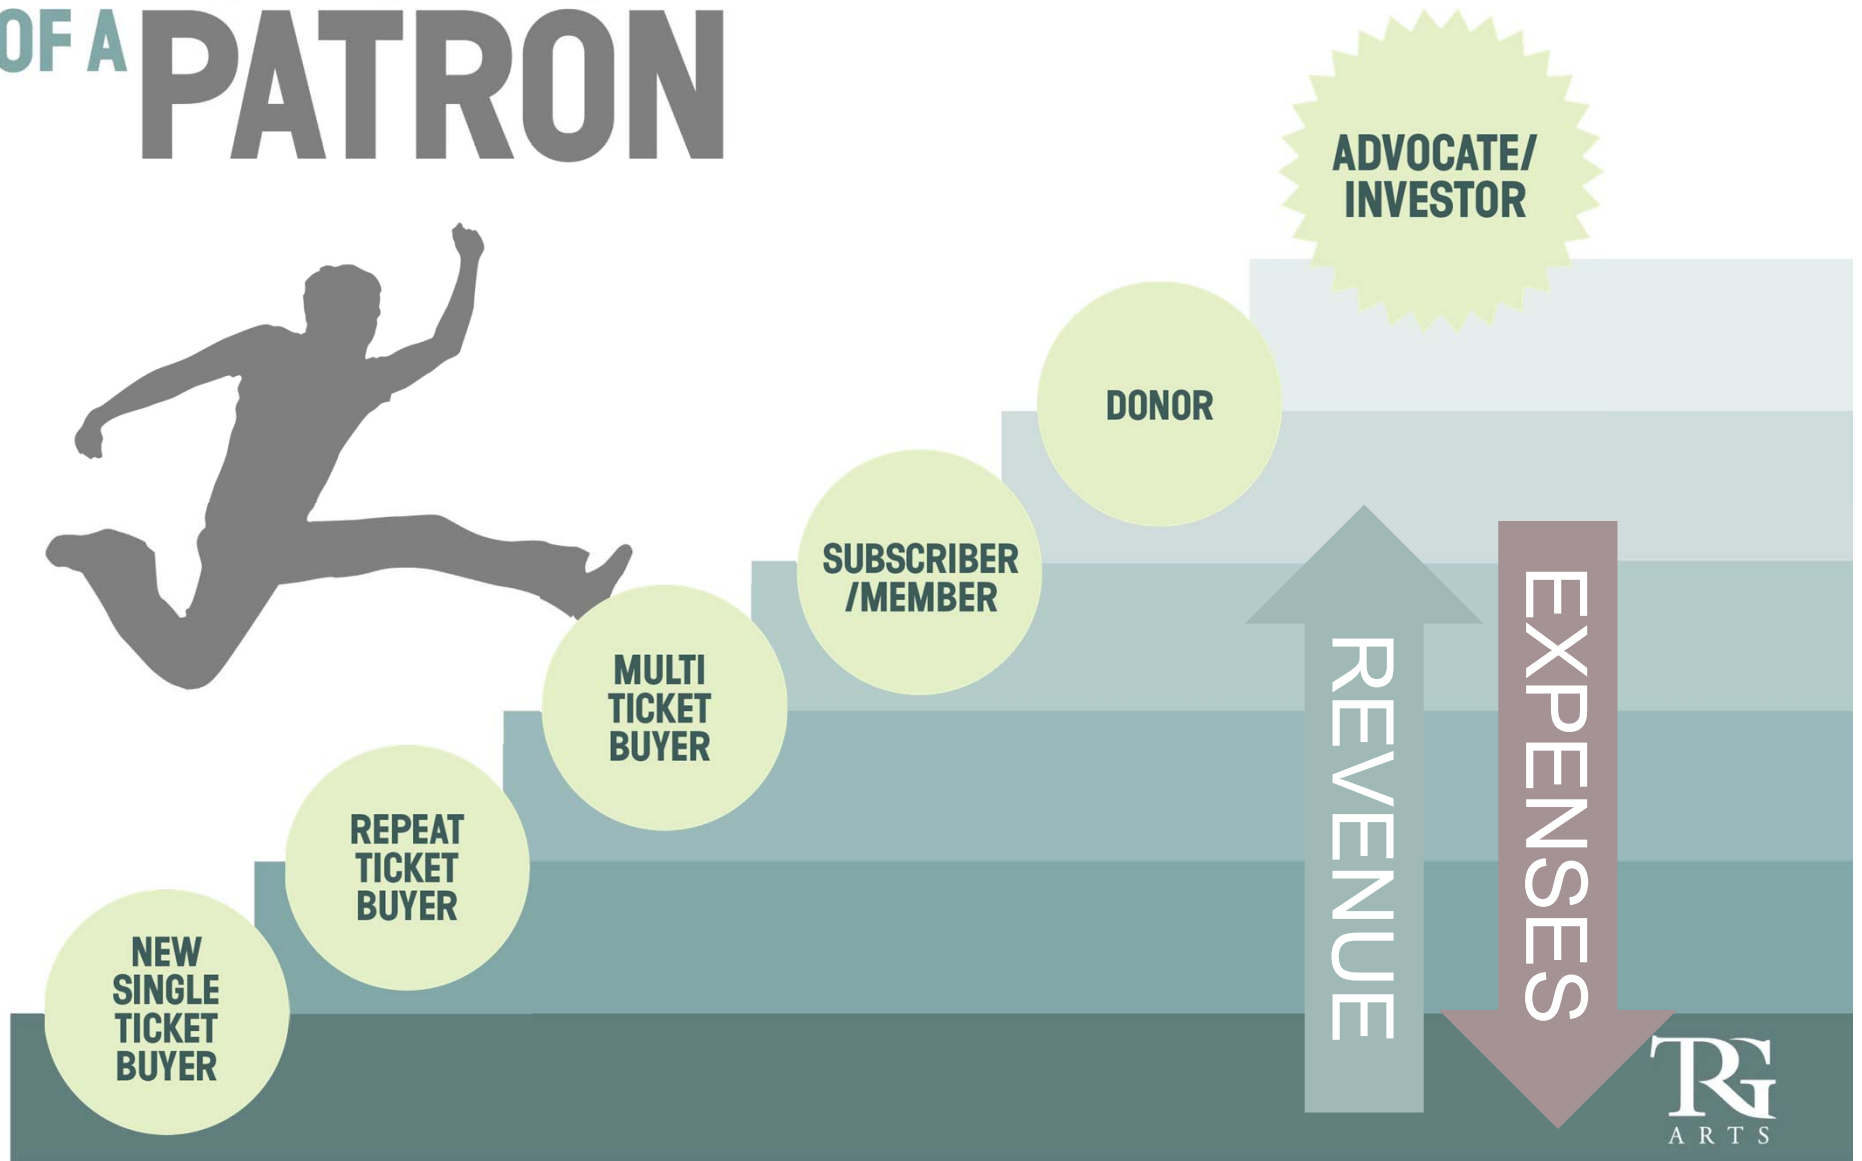 OF A PATRON
ADVOCATE/
INVESTOR
DONOR
SUBSCRIBER
/MEMBER
MULTI
TICKET
BUYER
REPEAT
TICKET
BUYER
NEW
SINGLE
TICKET
BUYER
REVENUE
EXPENSES
TRG
ARTS